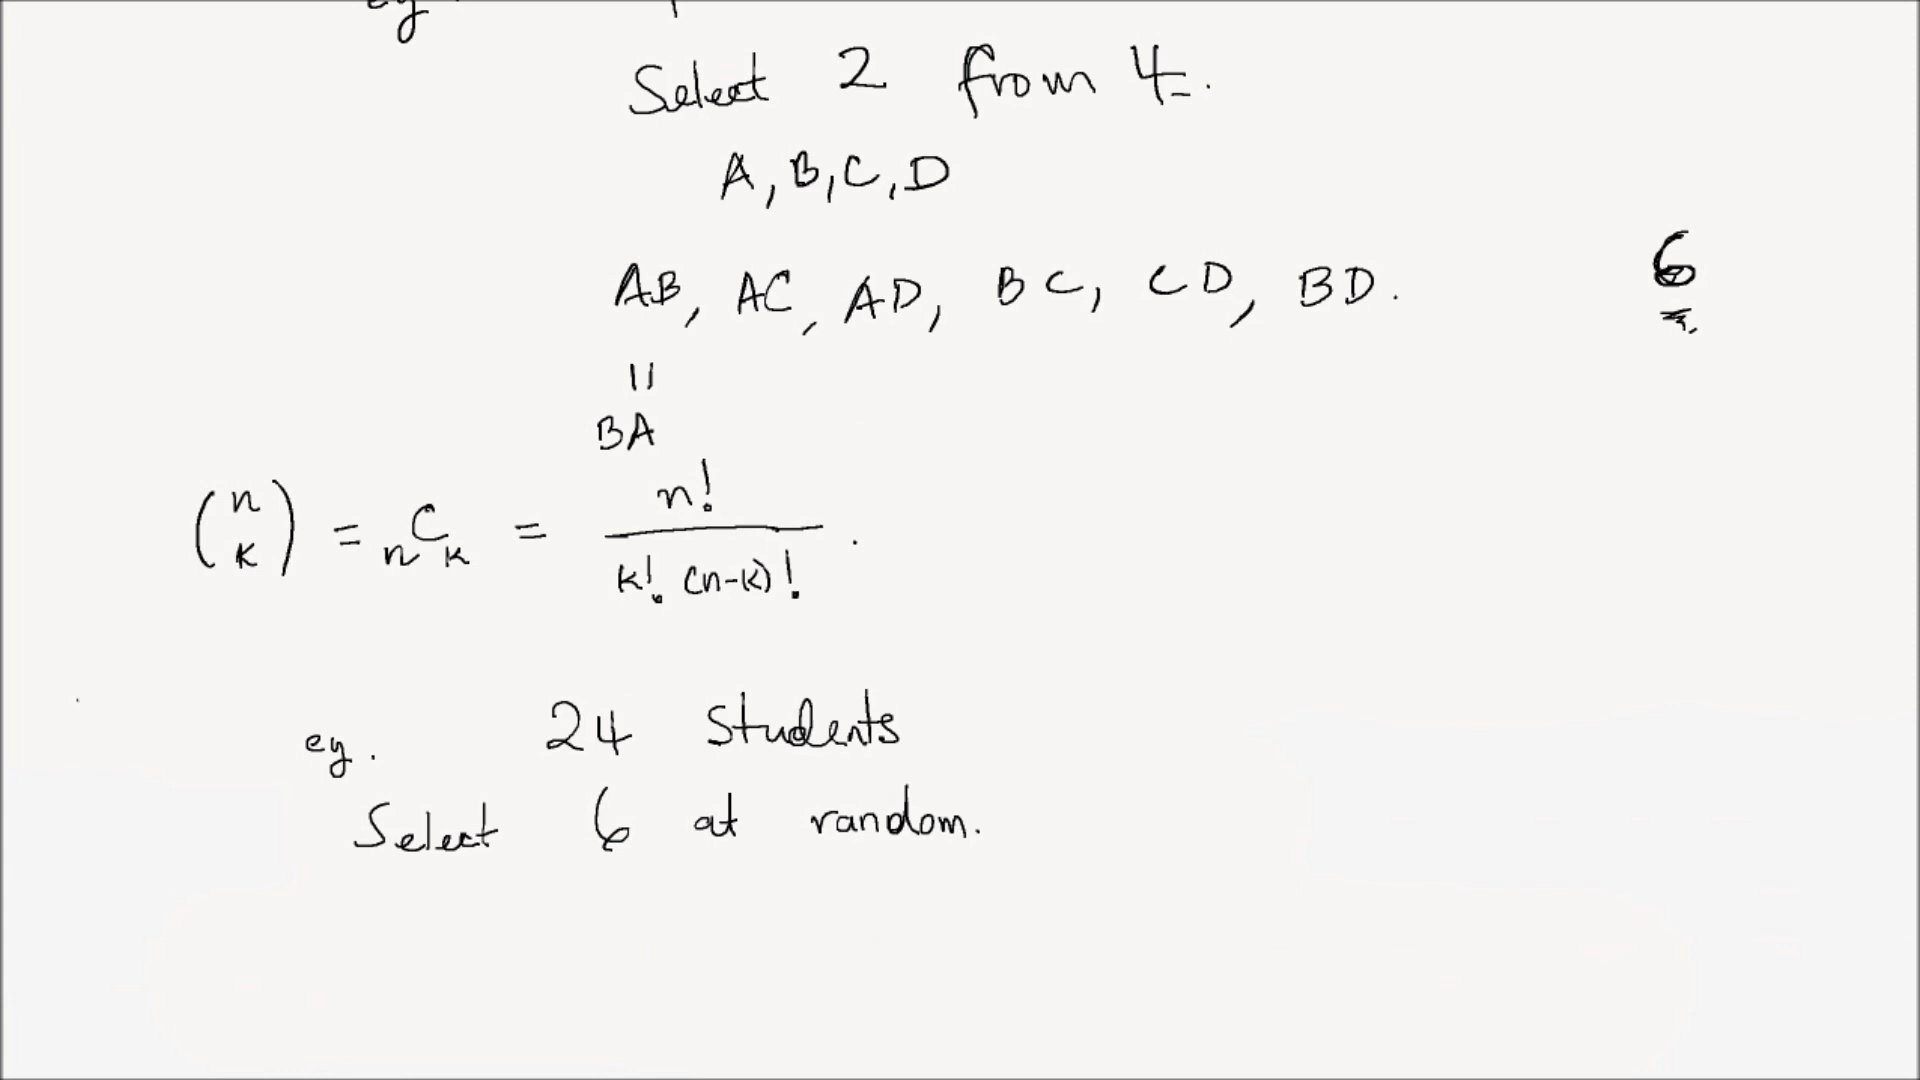 eg
Select 2 from 4.
A, B, C, D
AB, AC, AD, BC, CD, BD. 6
||
BA
(n k) = nCk = n! / k! (n-k)! .
eg. 24 Students
Select 6 at random.